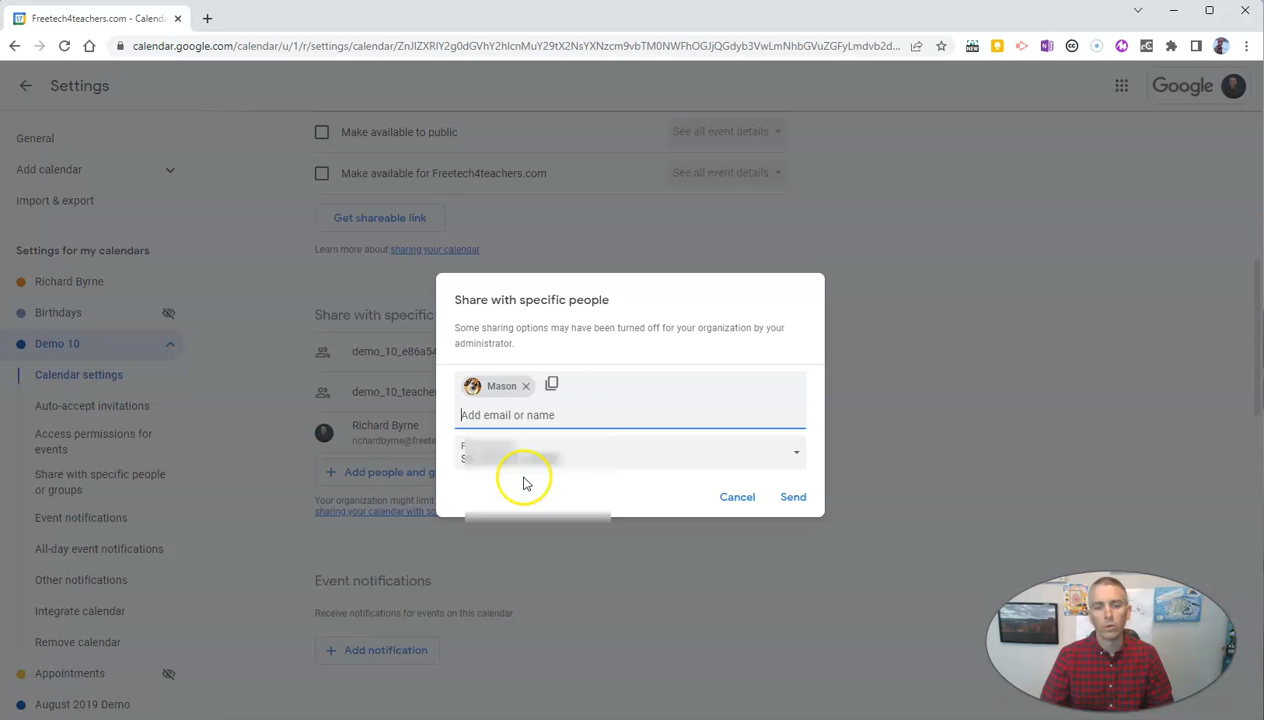 Freetech4teachers.com - Calenda
calendar.google.com/calendar/u/1/r/settings/calendar/
Settings
Google
General
Add calendar
Import & export
Settings for my calendars
Richard Byrne
Birthdays
Demo 10
Calendar settings
Auto-accept invitations
Access permissions for
events
Share with specific people
or groups
Event notifications
All-day event notifications
Other notifications
Integrate calendar
Remove calendar
Appointments
August 2019 Demo
Make available to public
See all event details
Make available for Freetech4teachers.com
See all event details
Get shareable link
Learn more about sharing your calendar
Share with specific
demo_10_e86a54
demo_10_teache
Richard Byrne
richardbyrne@freete
Add people and g
Your organization might limit
sharing your calendar with so
Event notifications
Receive notifications for events on this calendar.
Add notification
Share with specific people
Some sharing options may have been turned off for your organization by your
administrator.
Mason
Add email or name
Cancel Send